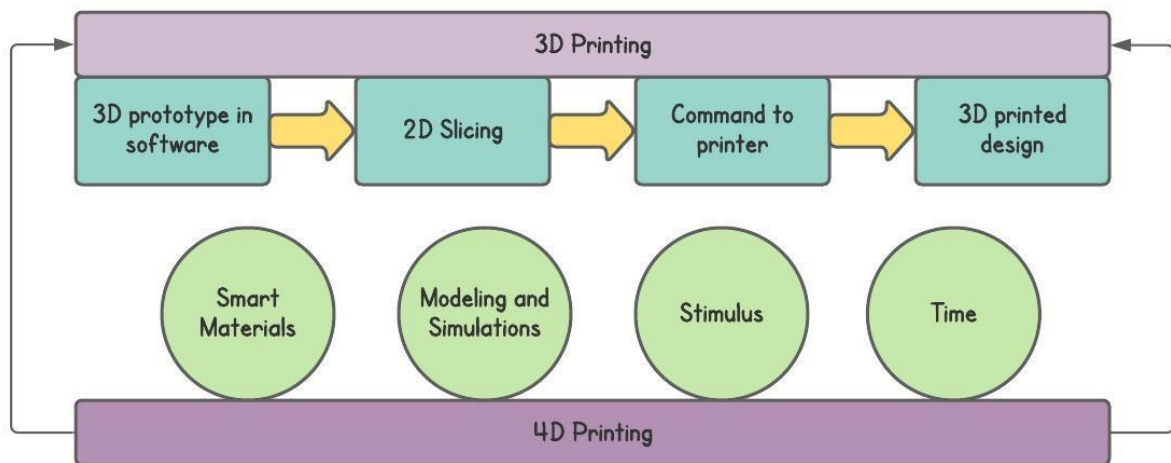 3D Printing
3D prototype in
software
2D Slicing
Command to
printer
3D printed
design
Smart
Materials
Modeling and
Simulations
Stimulus
Time
4D Printing